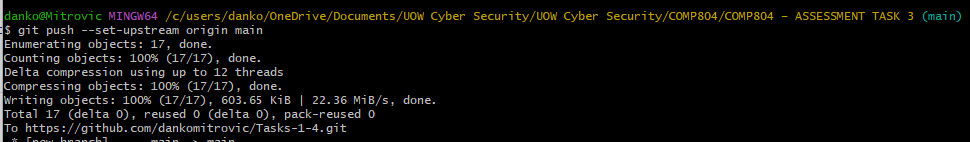 danko@Mitrovic MINGW64 /c/users/danko/OneDrive/Documents/UOW Cyber Security/UOW Cyber Security/COMP804/COMP804 - ASSESSMENT TASK 3 (main)
$ git push --set-upstream origin main
Enumerating objects: 17, done.
Counting objects: 100% (17/17), done.
Delta compression using up to 12 threads
Compressing objects: 100% (17/17), done.
Writing objects: 100% (17/17), 603.65 KiB | 22.36 MiB/s, done.
Total 17 (delta 0), reused 0 (delta 0), pack-reused 0
To https://github.com/dankomitrovic/Tasks-1-4.git
* [new branch] main -> main